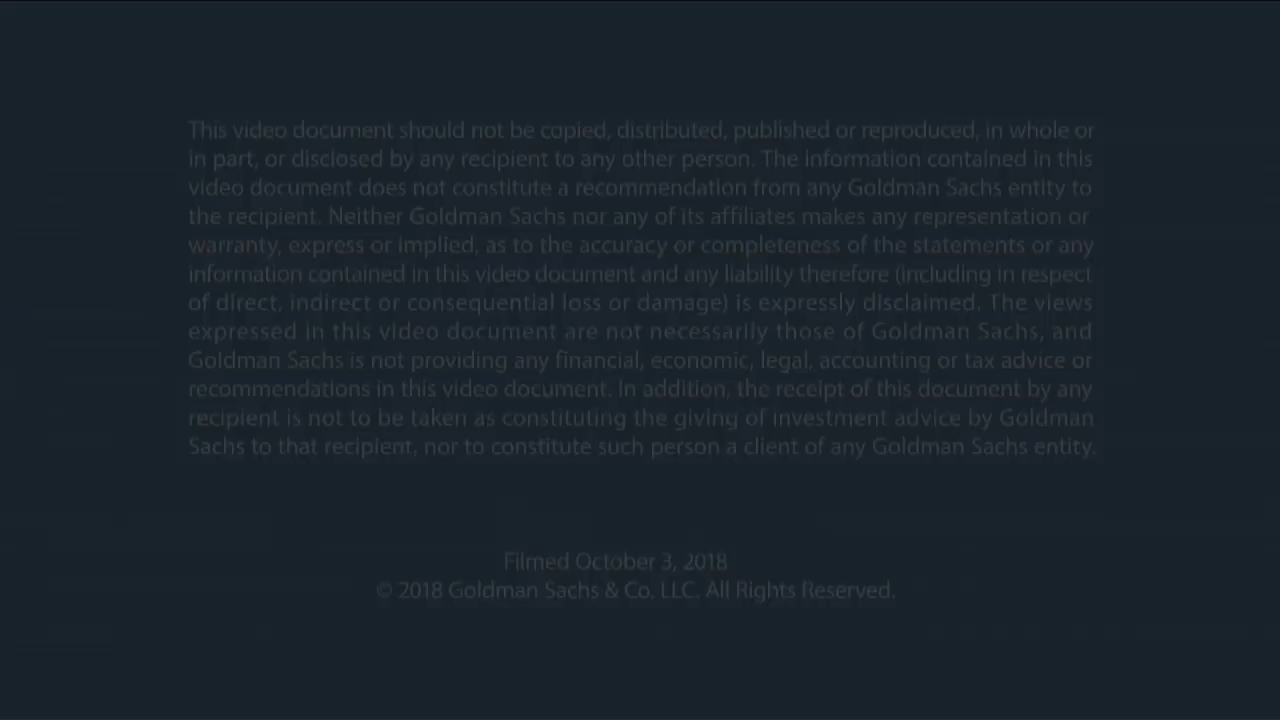 This video document should not be copied, distributed, published or reproduced, in whole or
in part, or disclosed by any recipient to any other person. The information contained in this
video document does not constitute a recommendation from any Goldman Sachs entity to
the recipient. Neither Goldman Sachs nor any of its affiliates makes any representation or
warranty, express or implied, as to the accuracy or completeness of the statements or any
information contained in this video document and any liability therefore (including in respect
of direct, indirect or consequential loss or damage) is expressly disclaimed. The views
expressed in this video document are not necessarily those of Goldman Sachs, and
Goldman Sachs is not providing any financial, economic, legal, accounting or tax advice or
recommendations in this video document. In addition, the receipt of this document by any
recipient is not to be taken as constituting the giving of investment advice by Goldman
Sachs to that recipient, nor to constitute such person a client of any Goldman Sachs entity.
Filmed October 3, 2018
© 2018 Goldman Sachs & Co. LLC. All Rights Reserved.